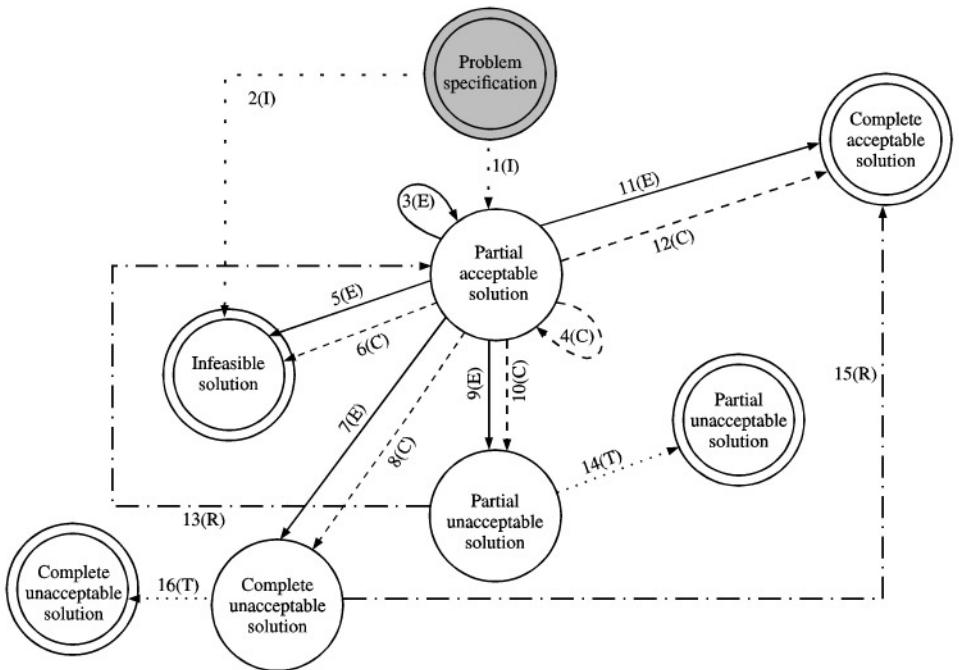 Problem
specification
2(I)
1(I)
Complete
acceptable
solution
11(E)
12(C)
3(E)
Partial
acceptable
solution
5(E)
6(C)
4(C)
Infeasible
solution
7(E)
8(C)
9(E)
10(C)
15(R)
Partial
unacceptable
solution
14(T)
Partial
unacceptable
solution
13(R)
Complete
unacceptable
solution
16(T)
Complete
unacceptable
solution